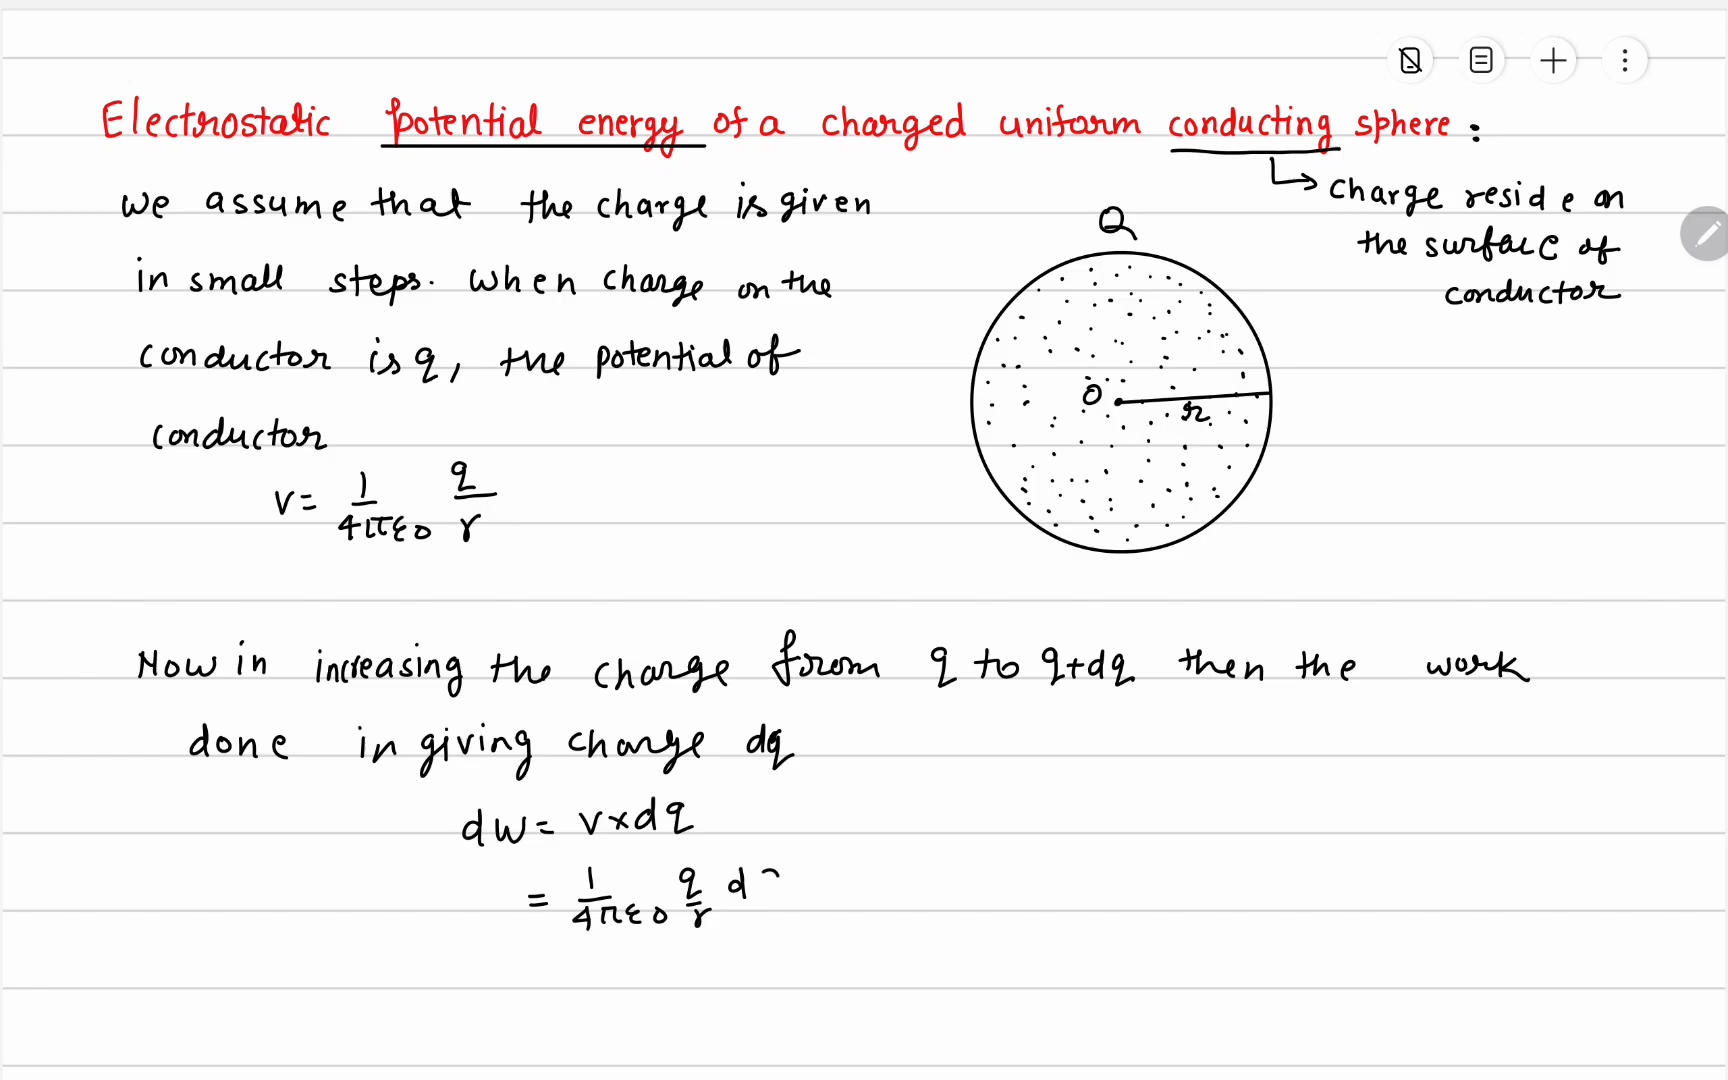 Electrostatic potential energy of a charged uniform conducting sphere :
we assume that the charge is given
in small steps. when charge on the
conductor is q, the potential of
conductor
v = 1/4πε0 q/r
charge reside on
the surface of
conductor
Q
O
r
Now in increasing the charge from q to q+dq then the work
done in giving charge dq
dw = v×dq
= 1/4πε0 q/r d